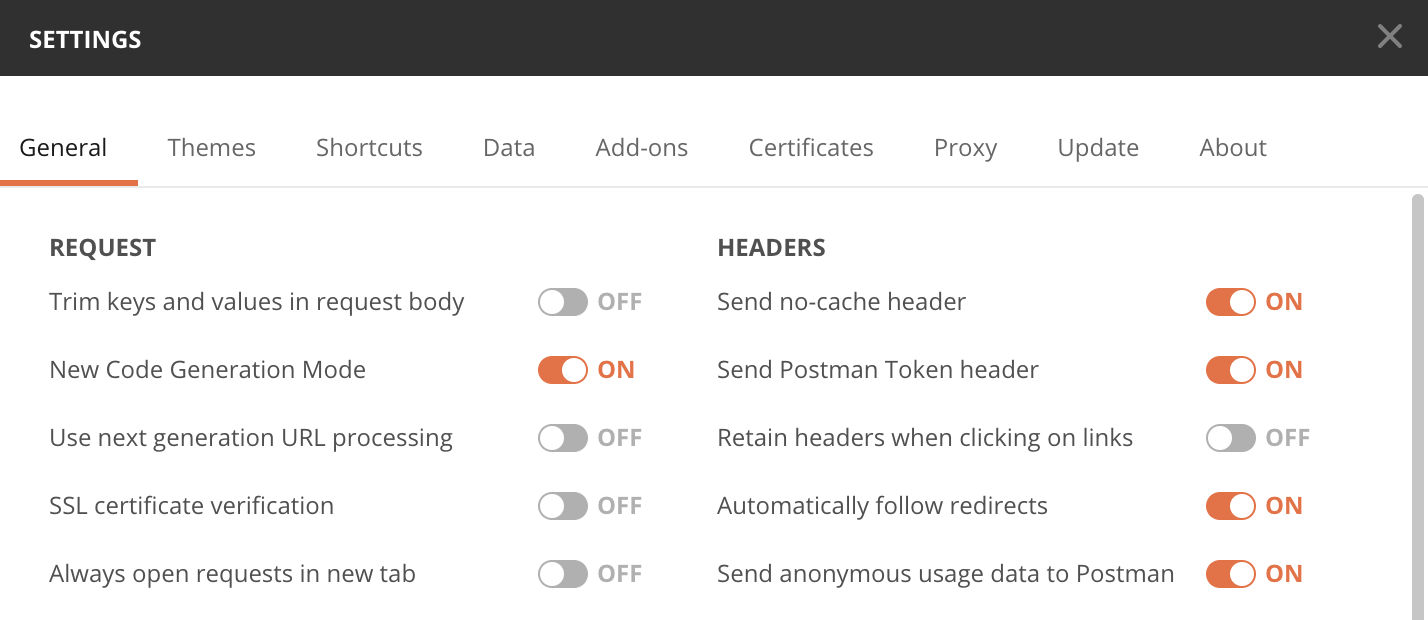 SETTINGS
General Themes Shortcuts Data Add-ons Certificates Proxy Update About
REQUEST
Trim keys and values in request body OFF
New Code Generation Mode ON
Use next generation URL processing OFF
SSL certificate verification OFF
Always open requests in new tab OFF
HEADERS
Send no-cache header ON
Send Postman Token header ON
Retain headers when clicking on links OFF
Automatically follow redirects ON
Send anonymous usage data to Postman ON